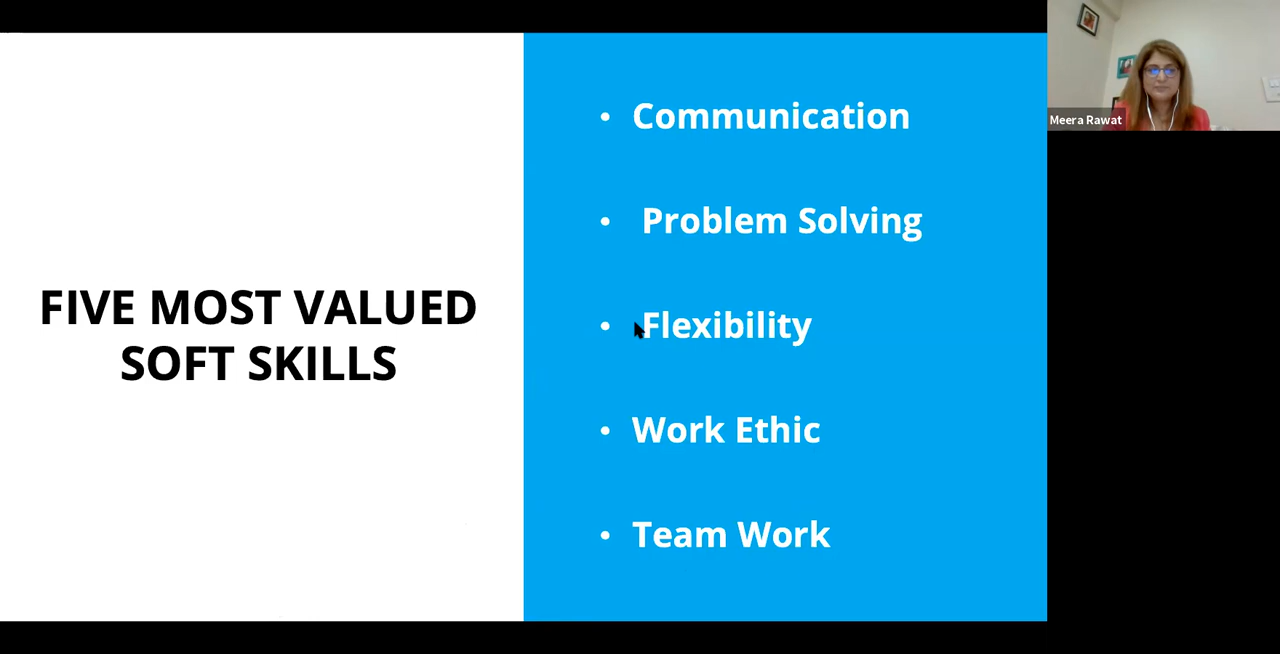 FIVE MOST VALUED
SOFT SKILLS
• Communication
• Problem Solving
• Flexibility
• Work Ethic
• Team Work
Meera Rawat